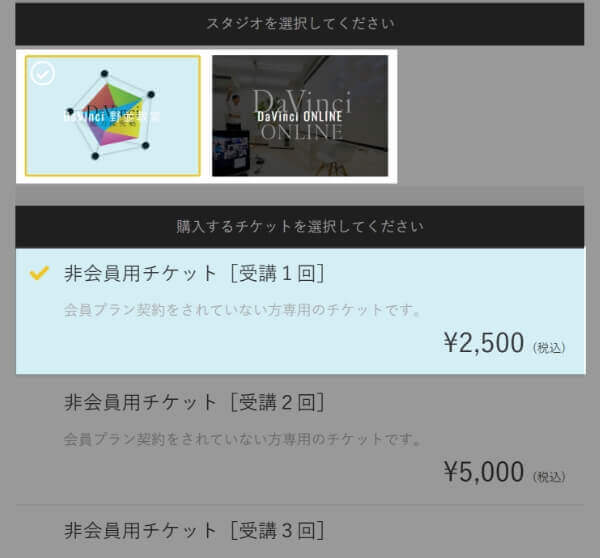 スタジオを選択してください
DaVinci
DaVinci 野並教室
DaVinci
DaVinci ONLINE
ONLINE
購入するチケットを選択してください
非会員用チケット［受講１回］
会員プラン契約をされていない方専用のチケットです。
¥2,500 (税込)
非会員用チケット［受講２回］
会員プラン契約をされていない方専用のチケットです。
¥5,000 (税込)
非会員用チケット［受講３回］